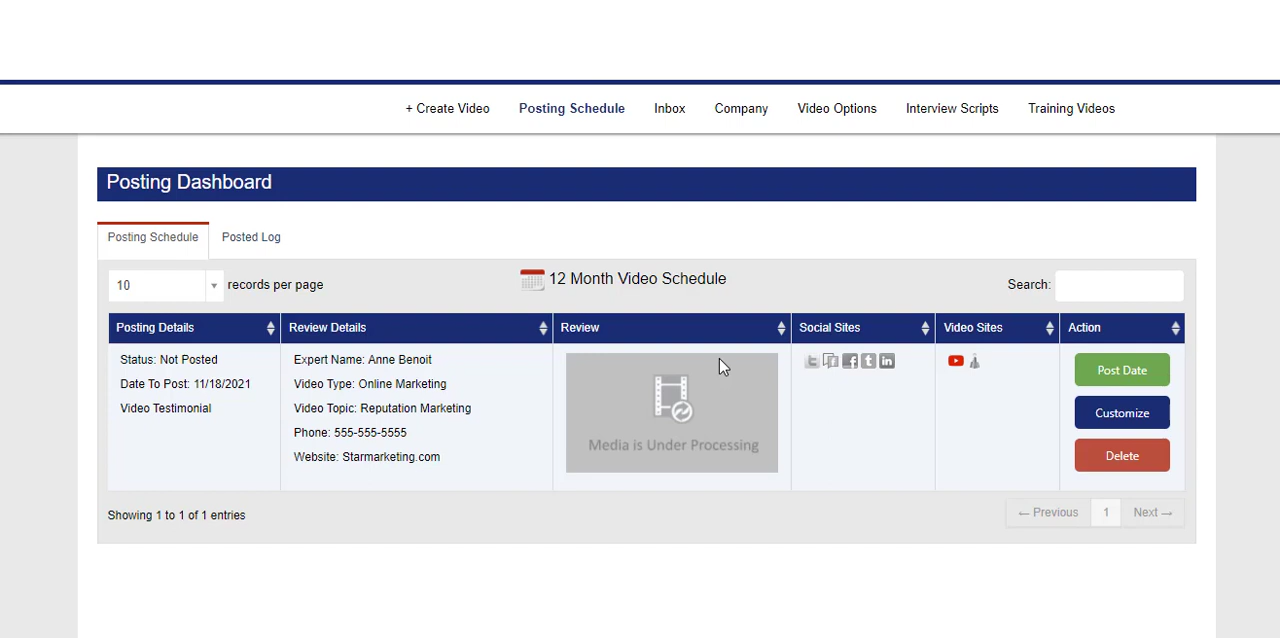 + Create Video Posting Schedule Inbox Company Video Options Interview Scripts Training Videos
Posting Dashboard
Posting Schedule Posted Log
10 records per page 12 Month Video Schedule Search:
Posting Details Review Details Review Social Sites Video Sites Action
Status: Not Posted Expert Name: Anne Benoit Post Date
Date To Post: 11/18/2021 Video Type: Online Marketing
Video Testimonial Video Topic: Reputation Marketing Customize
Phone: 555-555-5555 Media is Under Processing
Website: Starmarketing.com Delete
Showing 1 to 1 of 1 entries ← Previous 1 Next →